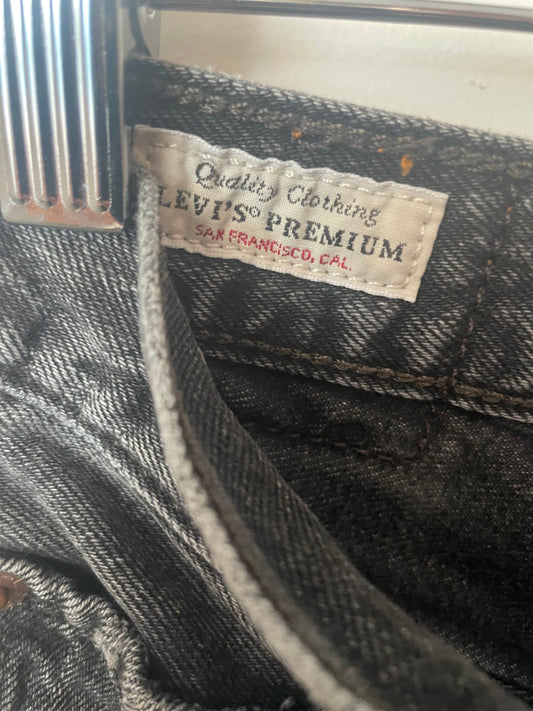 Quality Clothing
LEVI'S® PREMIUM
SAN FRANCISCO, CAL.